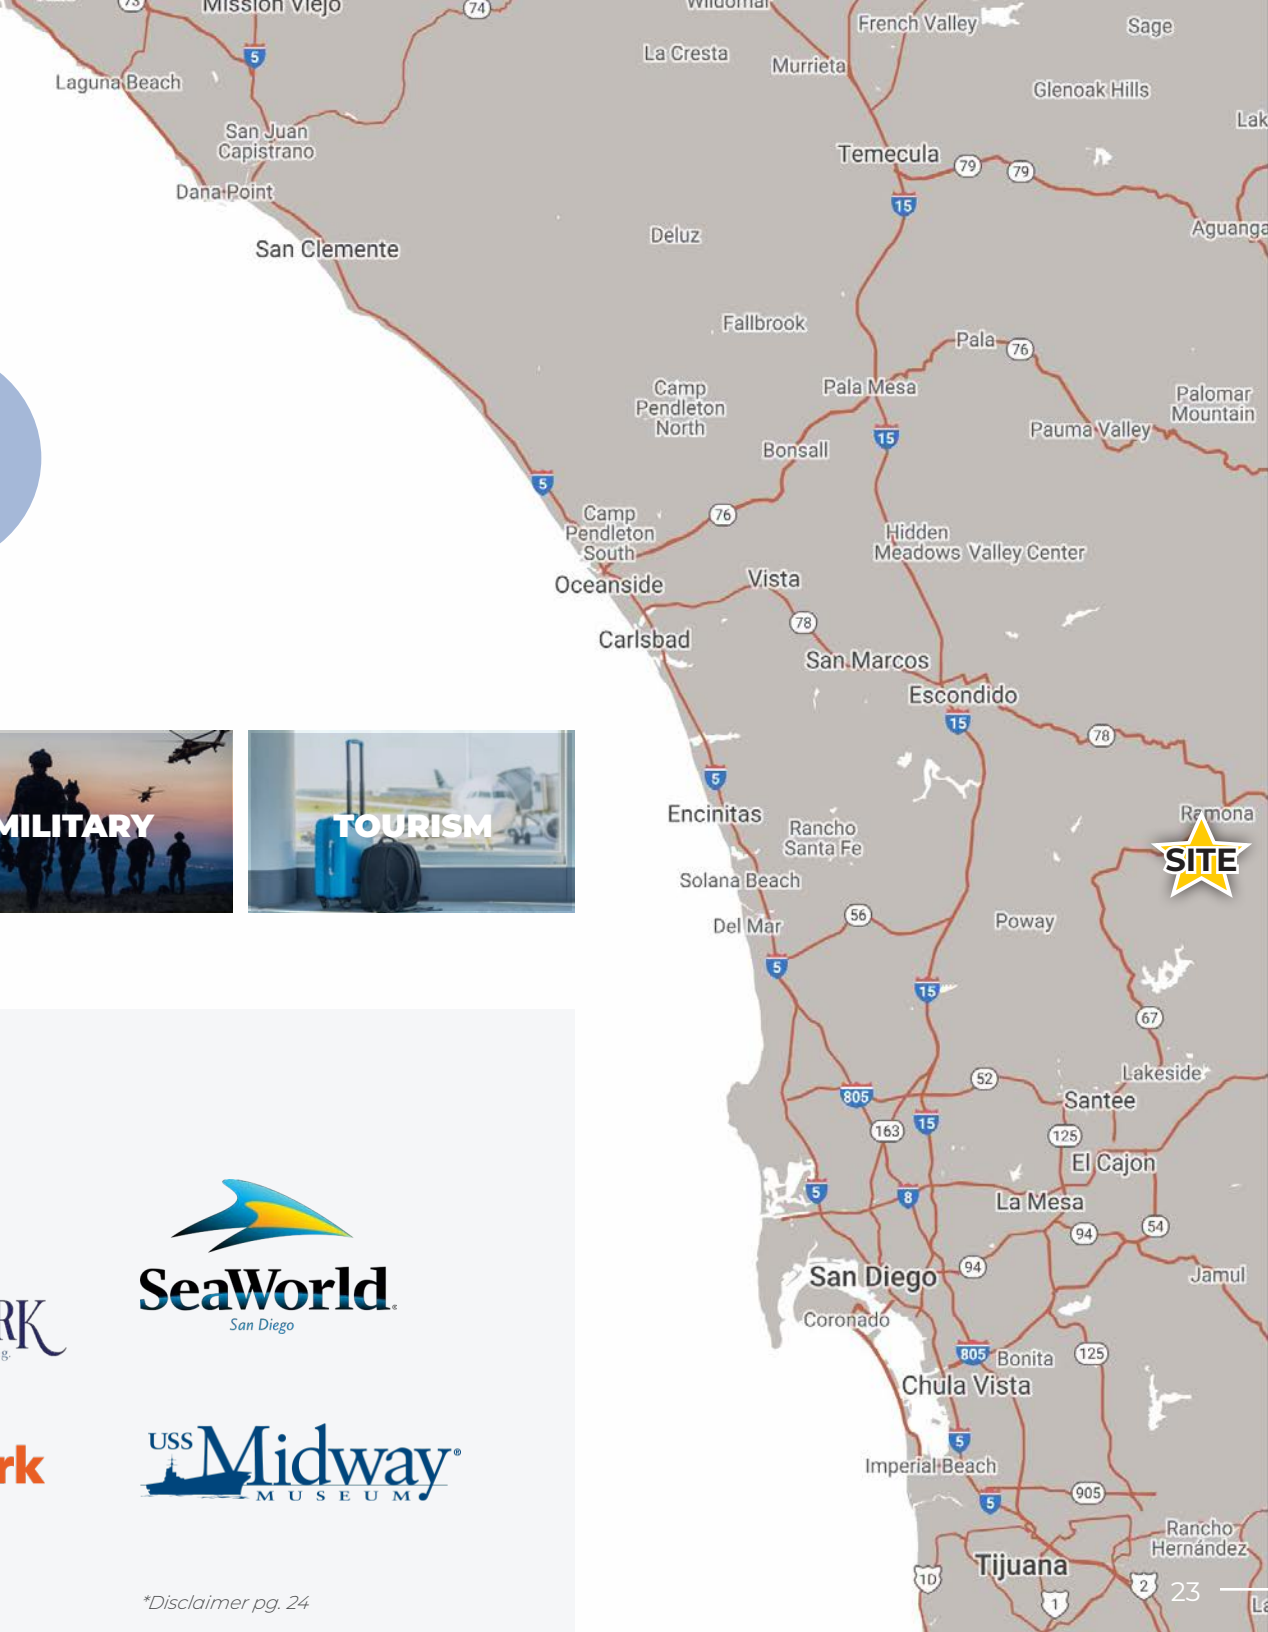 73
Mission Viejo
74
Wildomar
French Valley
Sage
5
La Cresta
Murrieta
Laguna Beach
Glenoak Hills
San Juan
Capistrano
Temecula
79
79
Dana Point
15
Aguanga
San Clemente
Deluz
Fallbrook
Pala
76
Camp
Pendleton
North
Pala Mesa
Palomar
Mountain
Pauma Valley
15
Bonsall
5
Camp
Pendleton
South
76
Hidden
Meadows
Valley Center
Oceanside
Vista
78
Carlsbad
San Marcos
Escondido
15
78
5
MILITARY
TOURISM
Encinitas
Rancho
Santa Fe
Ramona
SITE
Solana Beach
56
Del Mar
Poway
5
15
67
52
Lakeside
805
Santee
163
15
125
El Cajon
5
8
La Mesa
94
54
SeaWorld
San Diego
San Diego
94
Jamul
Coronado
RK
g.
805
Bonita
125
Chula Vista
USS Midway
MUSEUM
rk
5
Imperial Beach
5
905
Rancho
Hernández
Tijuana
1D
1
2
*Disclaimer pg. 24
23